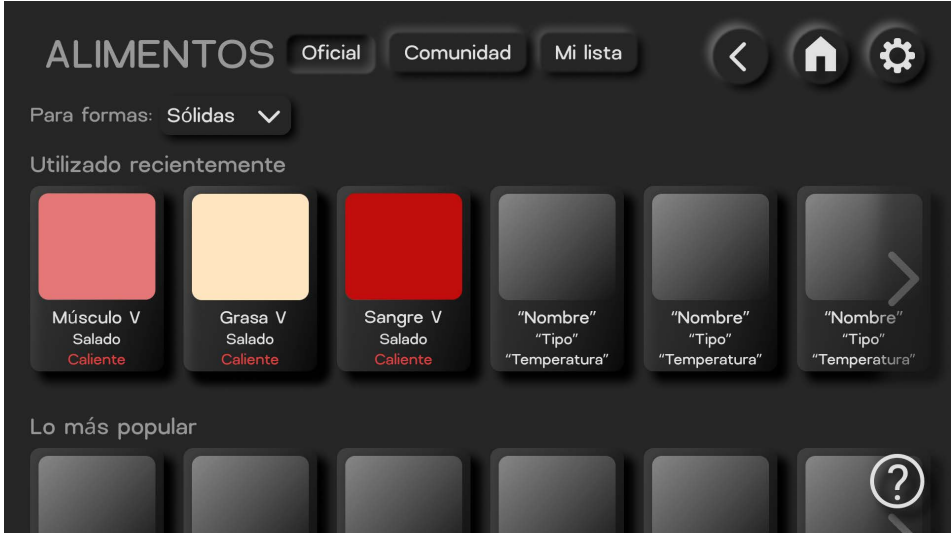 ALIMENTOS Oficial Comunidad Mi lista
Para formas: Sólidas
Utilizado recientemente
Músculo V Grasa V Sangre V “Nombre” “Nombre” “Nombre”
Salado Salado Salado “Tipo” “Tipo” “Tipo”
Caliente Caliente Caliente “Temperatura” “Temperatura” “Temperatura”
Lo más popular
?